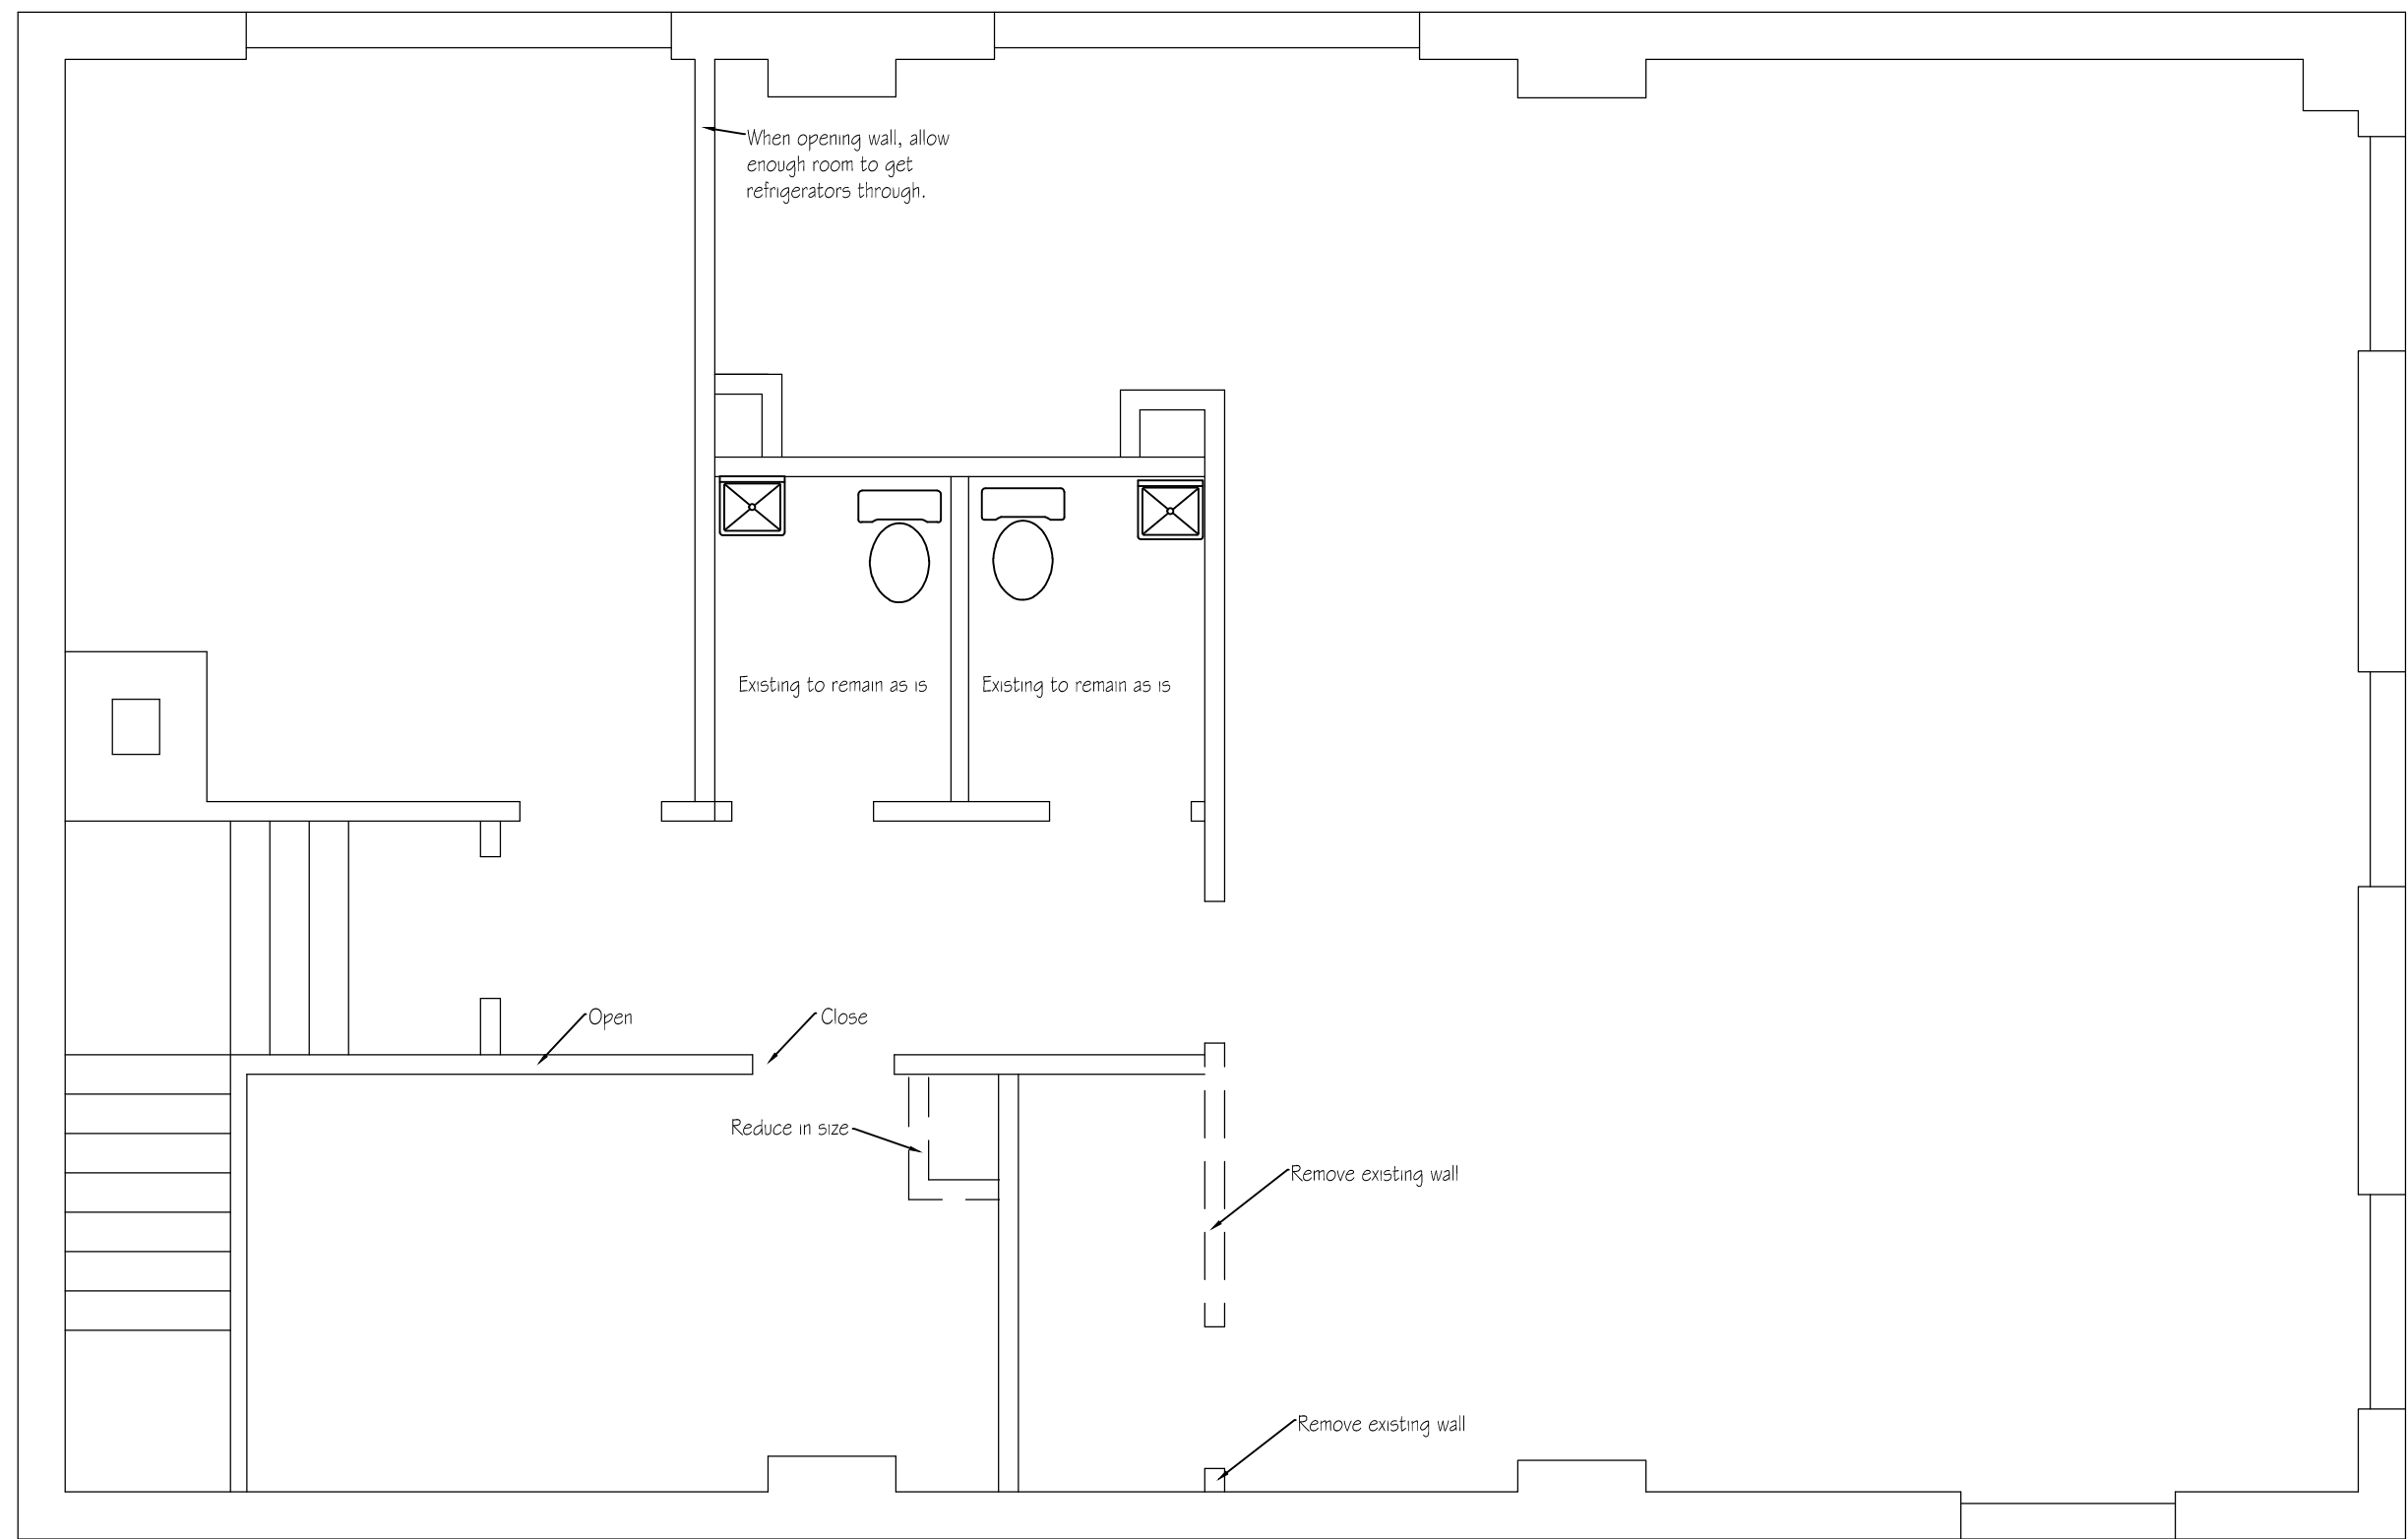 When opening wall, allow
enough room to get
refrigerators through.
Existing to remain as is
Existing to remain as is
Open
Close
Reduce in size
Remove existing wall
Remove existing wall